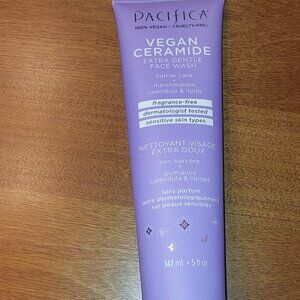 PACIFICA
100% VEGAN • CRUELTY-FREE
VEGAN
CERAMIDE
EXTRA GENTLE
FACE WASH
barrier care
marshmallow
calendula & lipids
fragrance-free
dermatologist tested
sensitive skin types
NETTOYANT VISAGE
EXTRA DOUX
soin barrière
guimauve
calendula & lipides
sans parfum
testé dermatologiquement
sur peaux sensibles
147 mL • 5 fl oz